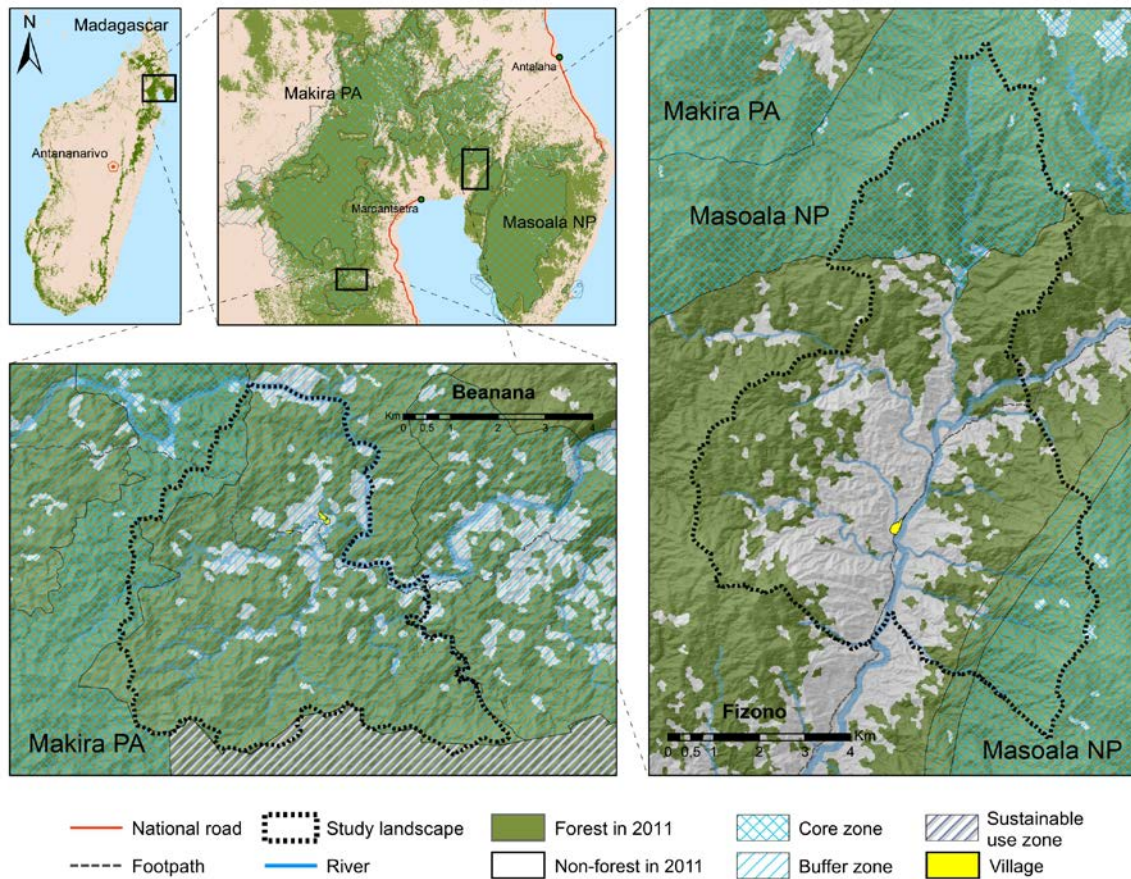 Madagascar
N
Antananarivo
Antalaha
Makira PA
Maroantsetra
Masoala NP
Makira PA
Masoala NP
Beanana
Km
0 0.5 1 2 3 4
Makira PA
Fizono
Km
0 0.5 1 2 3 4
Masoala NP
National road
Study landscape
Forest in 2011
Core zone
Sustainable
use zone
Footpath
River
Non-forest in 2011
Buffer zone
Village